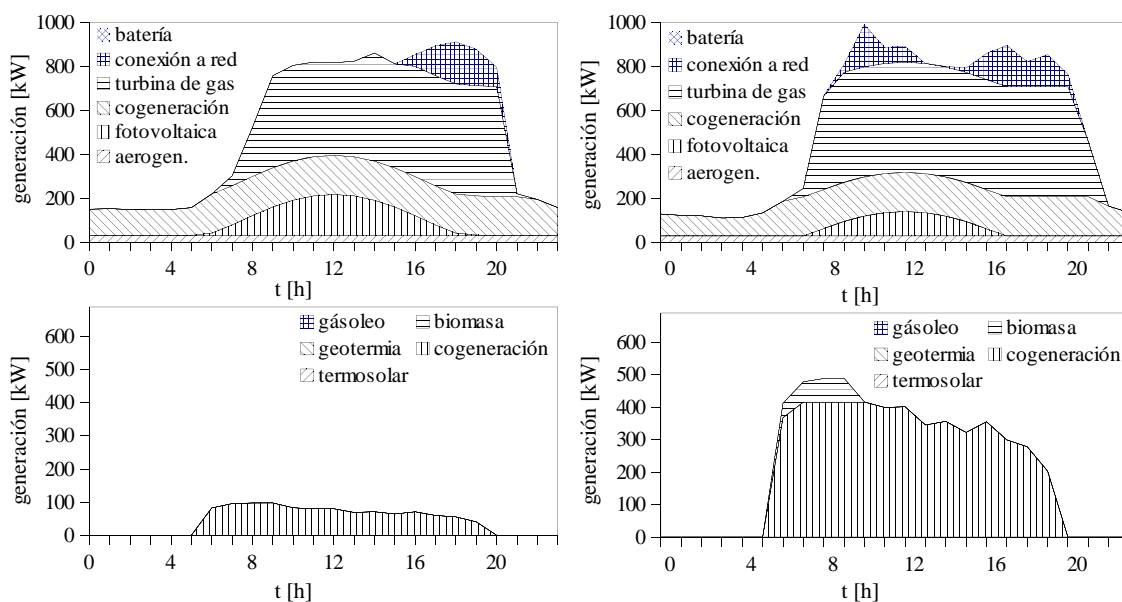 1000
800
600
400
200
0
generación [kW]
batería
conexión a red
turbina de gas
cogeneración
fotovoltaica
aerogen.
0 4 8 12 16 20
t [h]
1000
800
600
400
200
0
generación [kW]
batería
conexión a red
turbina de gas
cogeneración
fotovoltaica
aerogen.
0 4 8 12 16 20
t [h]
600
500
400
300
200
100
0
generación [kW]
gásoleo biomasa
geotermia cogeneración
termosolar
0 4 8 12 16 20
t [h]
600
500
400
300
200
100
0
generación [kW]
gásoleo biomasa
geotermia cogeneración
termosolar
0 4 8 12 16 20
t [h]